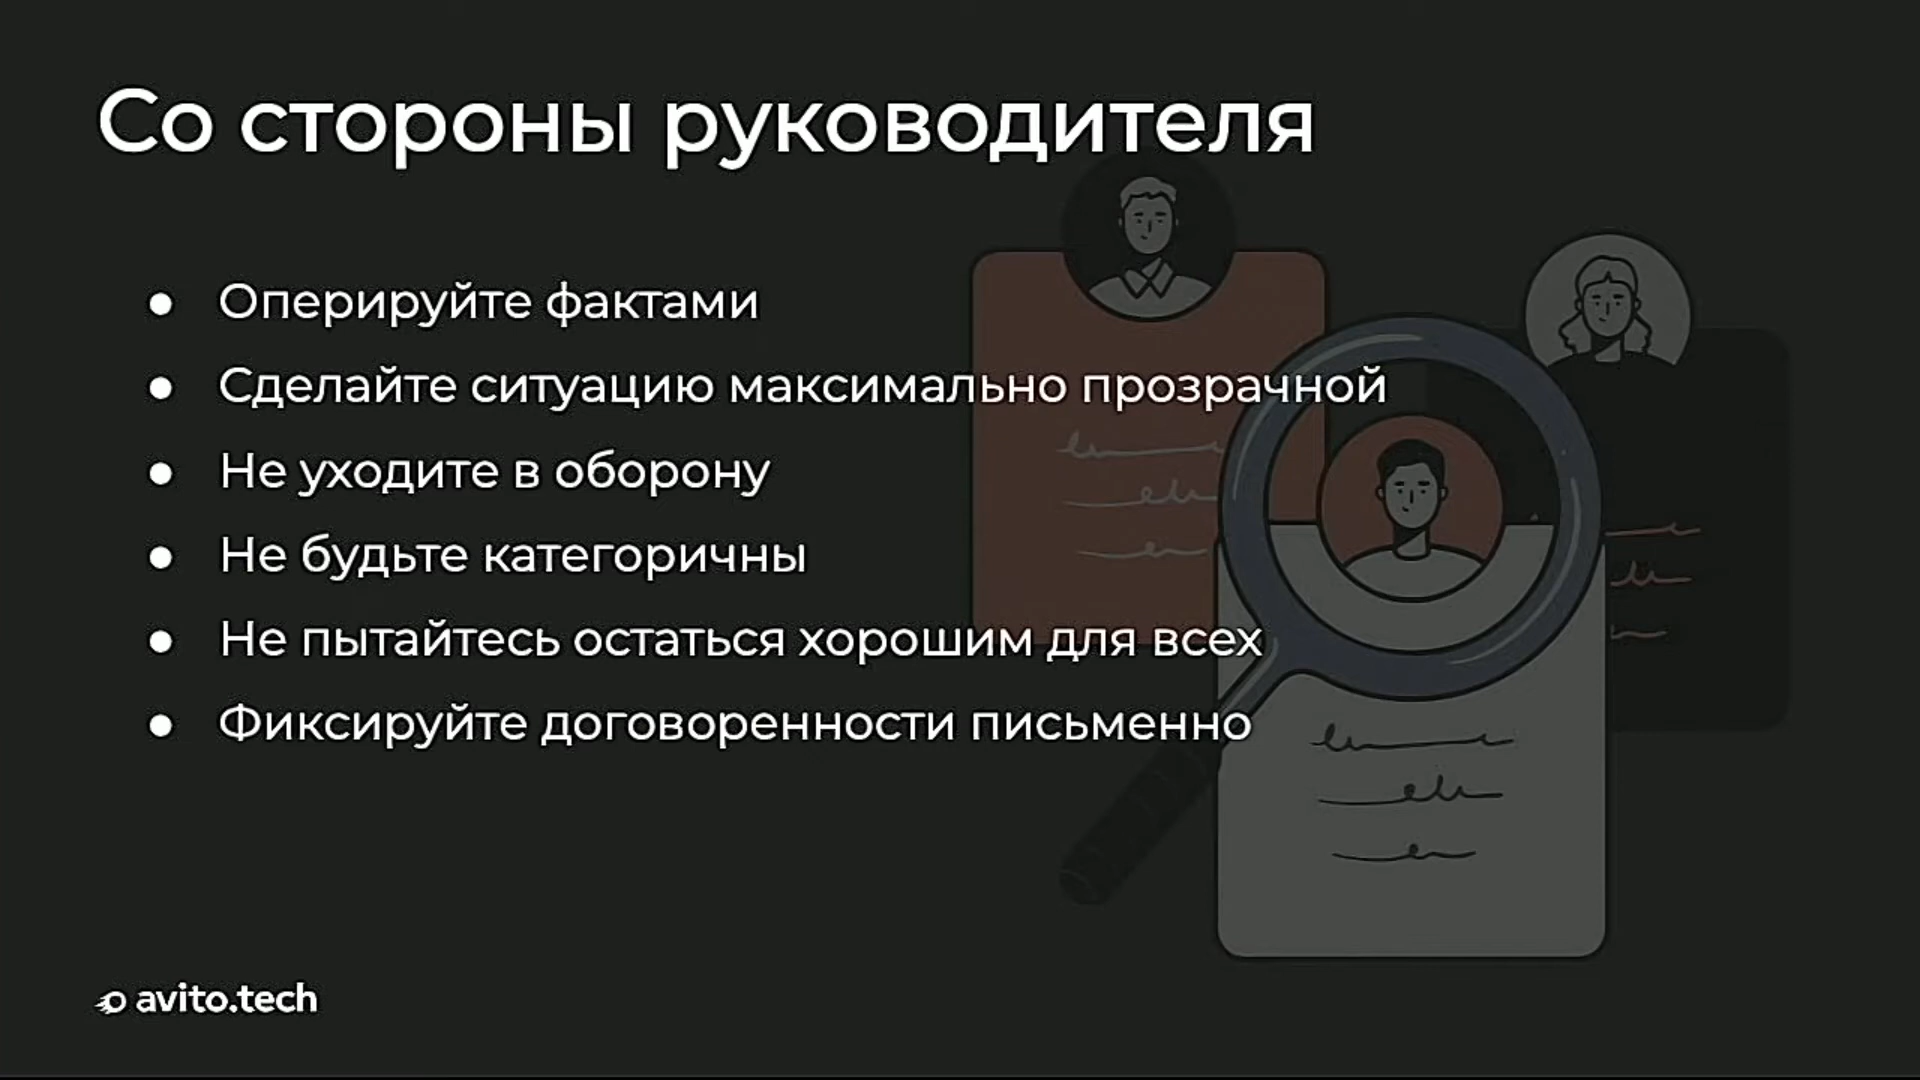 Со стороны руководителя
● Оперируйте фактами
● Сделайте ситуацию максимально прозрачной
● Не уходите в оборону
● Не будьте категоричны
● Не пытайтесь остаться хорошим для всех
● Фиксируйте договоренности письменно
avito.tech